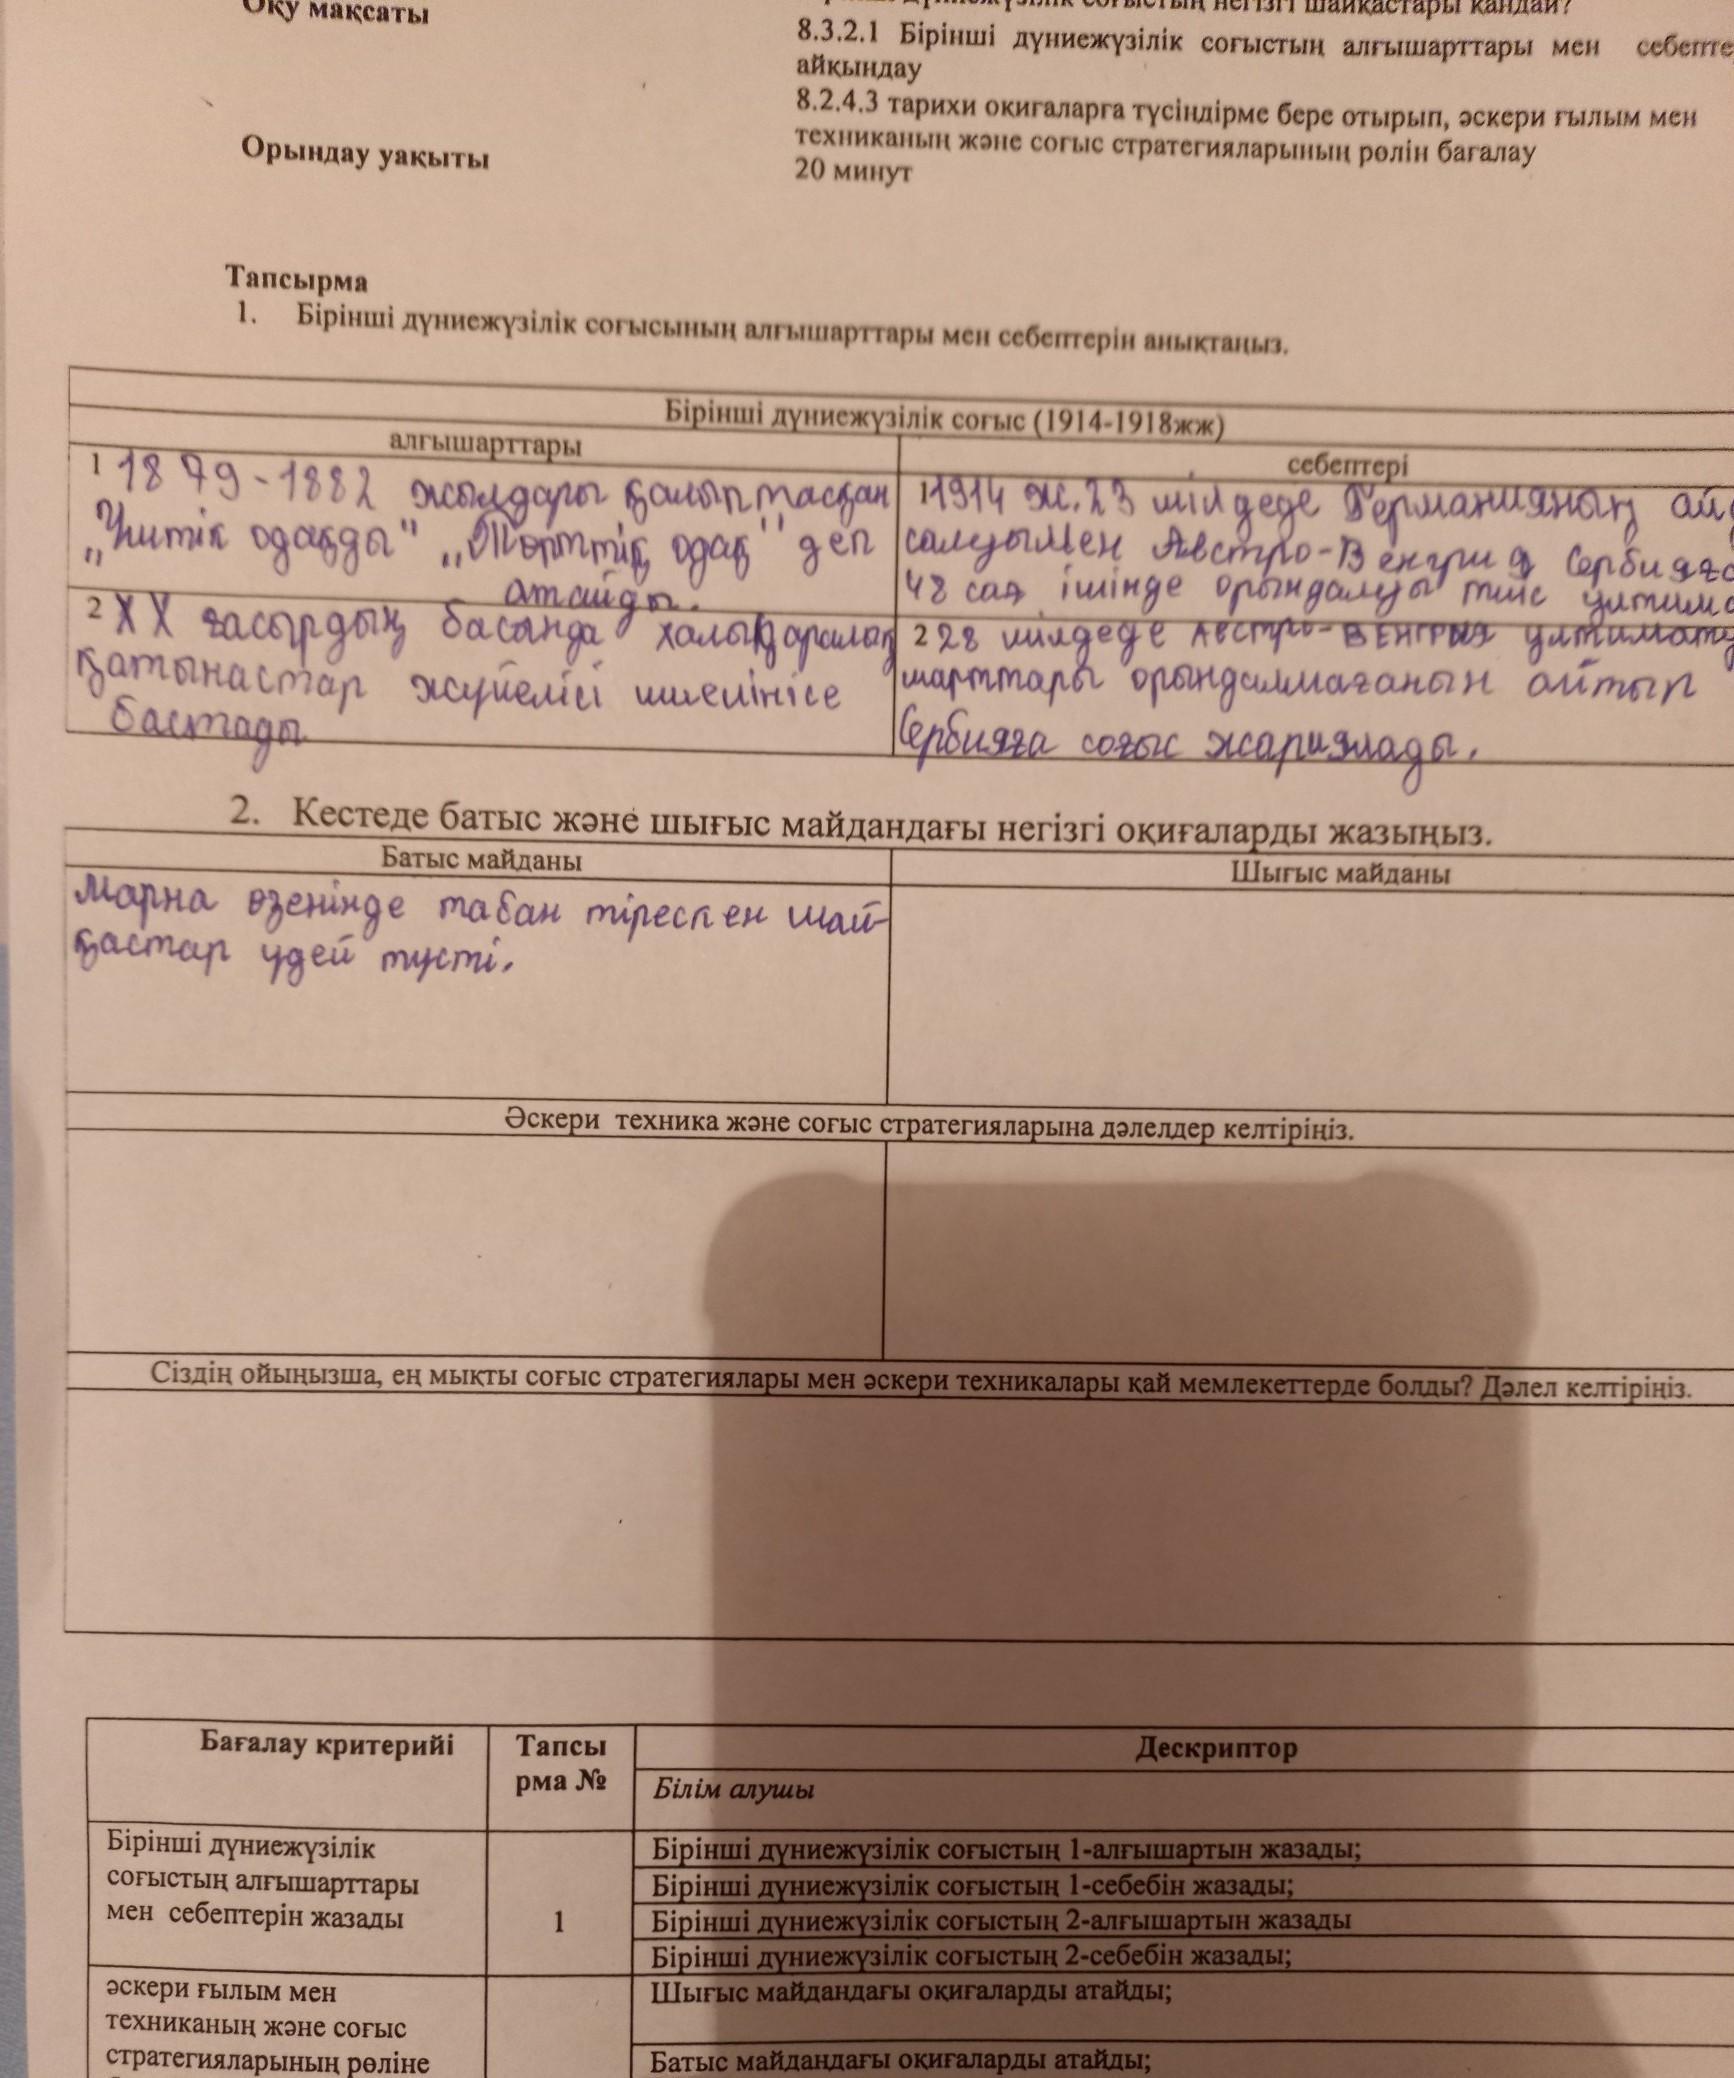 Оқу мақсаты
соғыстың негізгі шайқастары қандай?
8.3.2.1 Бірінші дүниежүзілік соғыстың алғышарттары мен
айқындау
8.2.4.3 тарихи оқиғаларға түсіндірме бере отырып, әскери ғылым мен
техниканың және соғыс стратегияларының рөлін бағалау
Орындау уақыты
20 минут
Тапсырма
1. Бірінші дүниежүзілік соғысының алғышарттары мен себептерін анықтаңыз.
Бірінші дүниежүзілік соғыс (1914-1918жж)
алғышарттары
себептері
1 1879-1882 жылдары қалыптасқан
„Үштік одақды" „Төрттік одақ" деп
атайды.
1 1914 ж. 23 шілдеде Германияның
салуымен Австро-Венгрия
48 сағ ішінде орындалуы тиіс
2 XX ғасырдың басында халықаралық
қатынастар жүйелісі шиеленісе
бастады
2 28 шілдеде Австро-Венгрия
шарттары орындалмағанын айтып
Сербияға соғыс жариялады.
2. Кестеде батыс және шығыс майдандағы негізгі оқиғаларды жазыңыз.
Батыс майданы
Шығыс майданы
Марна өзенінде табан тірескен шай-
қастар үдей түсті.
Әскери техника және соғыс стратегияларына дәлелдер келтіріңіз.
Сіздің ойыңызша, ең мықты соғыс стратегиялары мен әскери техникалары қай мемлекеттерде болды? Дәлел келтіріңіз.
Бағалау критерийі
Тапсы
рма №
Дескриптор
Білім алушы
Бірінші дүниежүзілік
соғыстың алғышарттары
мен себептерін жазады
1
Бірінші дүниежүзілік соғыстың 1-алғышартын жазады;
Бірінші дүниежүзілік соғыстың 1-себебін жазады;
Бірінші дүниежүзілік соғыстың 2-алғышартын жазады
Бірінші дүниежүзілік соғыстың 2-себебін жазады;
әскери ғылым мен
техниканың және соғыс
стратегияларының рөліне
Шығыс майдандағы оқиғаларды атайды;
Батыс майдандағы оқиғаларды атайды;